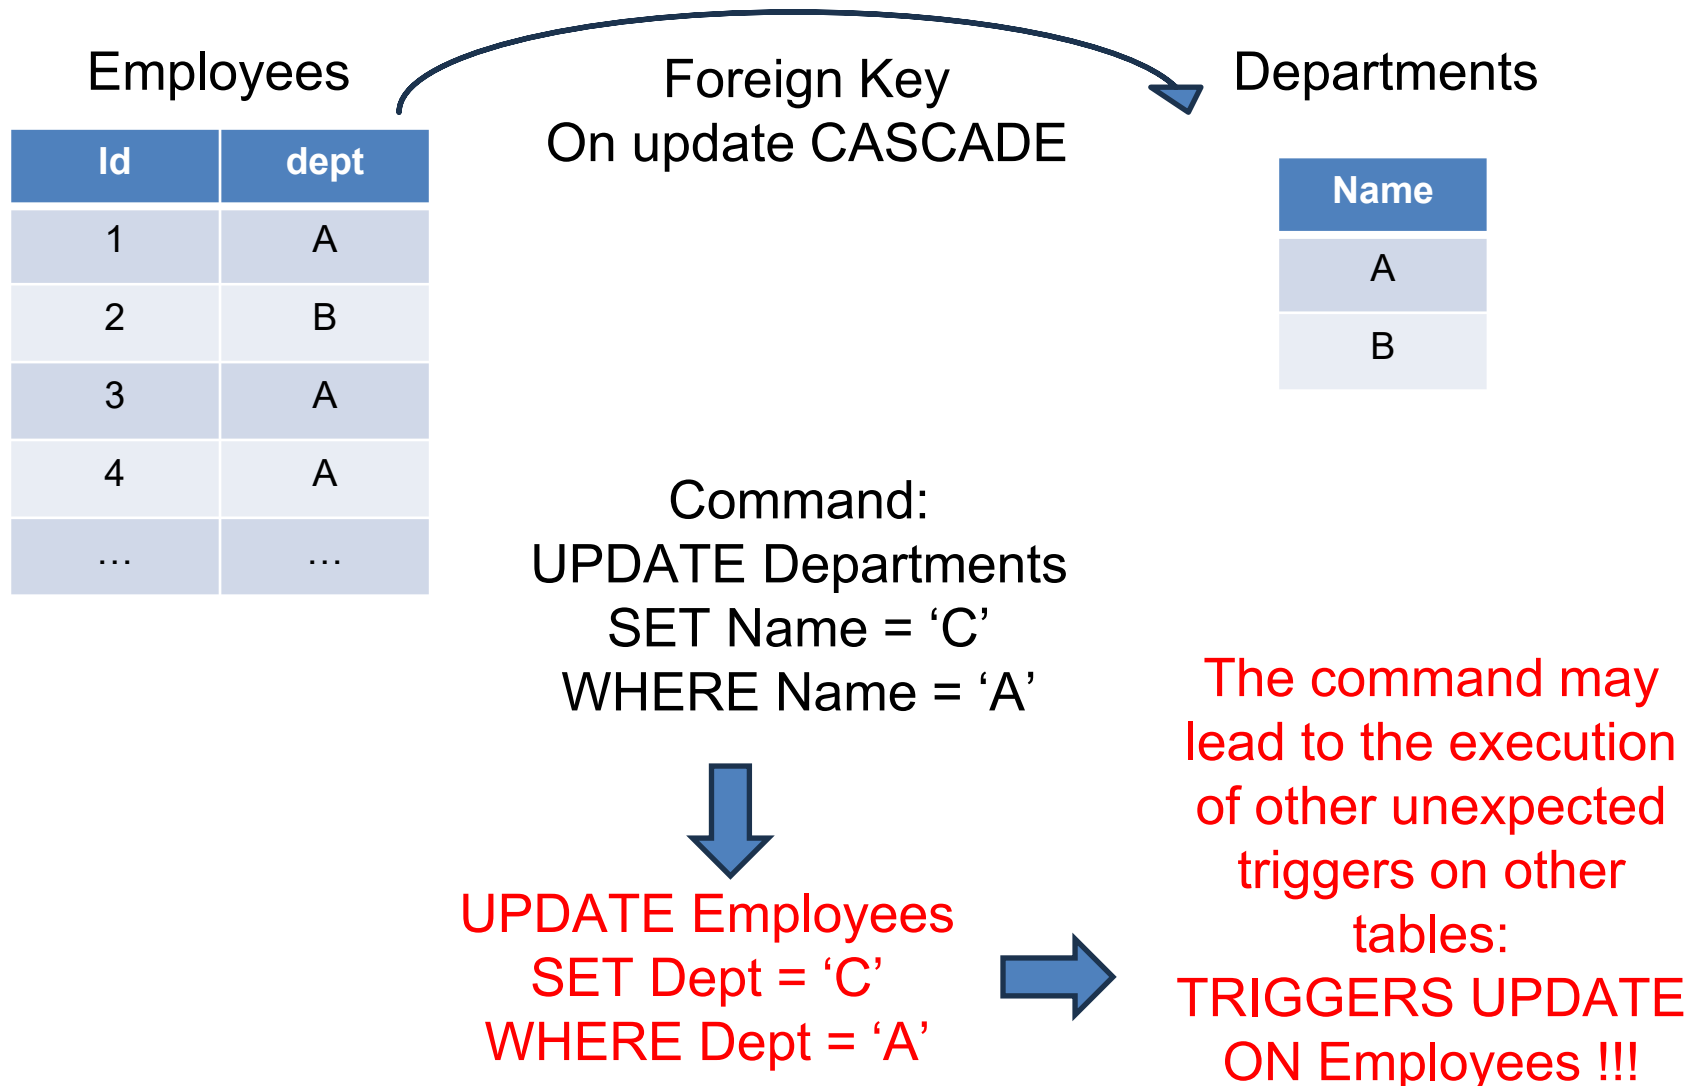 Employees
Foreign Key
On update CASCADE
Departments
Id dept
1 A
2 B
3 A
4 A
… …
Name
A
B
Command:
UPDATE Departments
SET Name = ‘C’
WHERE Name = ‘A’
UPDATE Employees
SET Dept = ‘C’
WHERE Dept = ‘A’
The command may
lead to the execution
of other unexpected
triggers on other
tables:
TRIGGERS UPDATE
ON Employees !!!